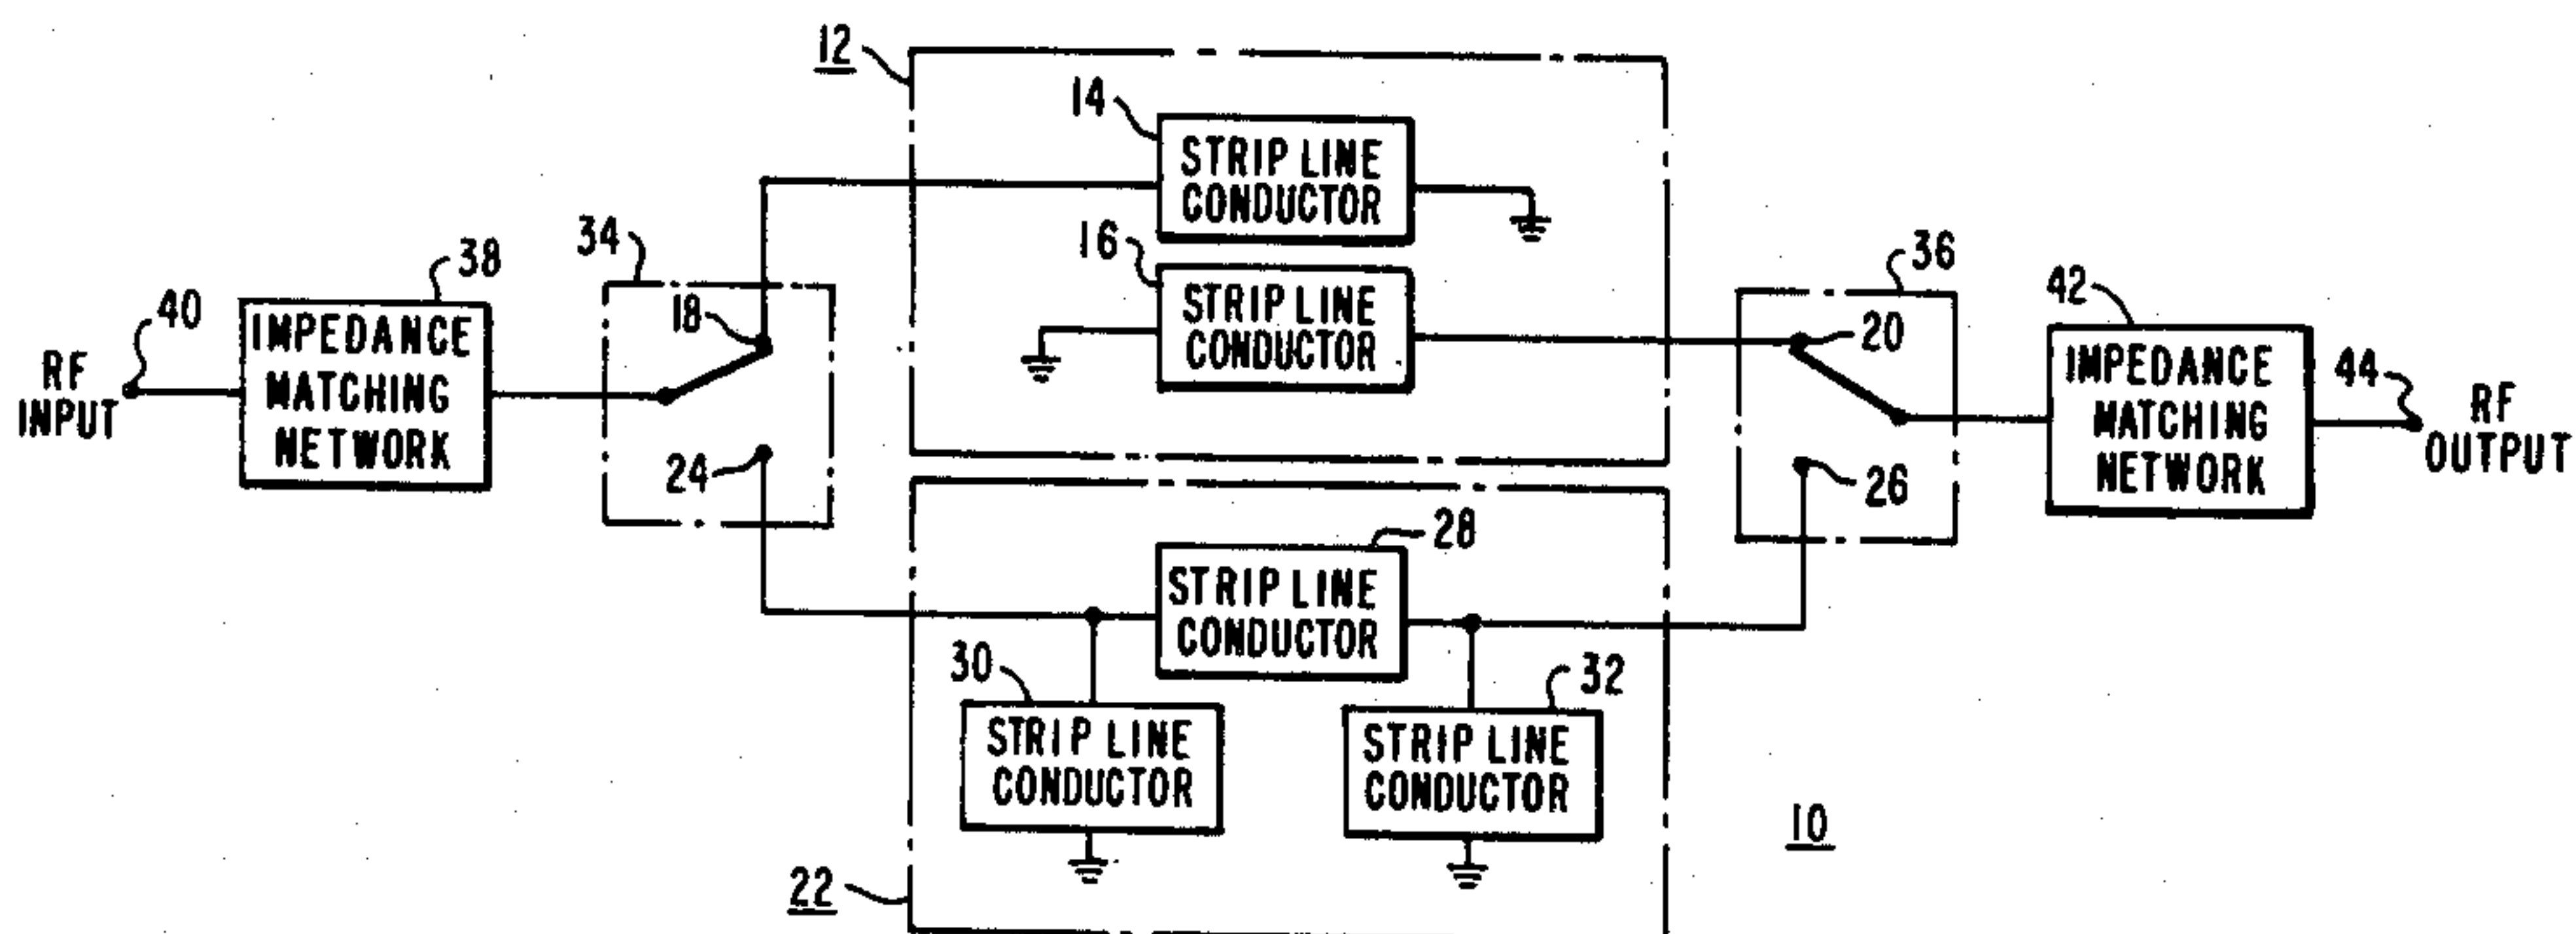 12
14
STRIP LINE
CONDUCTOR
16
STRIP LINE
CONDUCTOR
34
36
38
40
RF
INPUT
IMPEDANCE
MATCHING
NETWORK
18
24
20
26
42
IMPEDANCE
MATCHING
NETWORK
44
RF
OUTPUT
28
STRIP LINE
CONDUCTOR
30
STRIP LINE
CONDUCTOR
32
STRIP LINE
CONDUCTOR
10
22